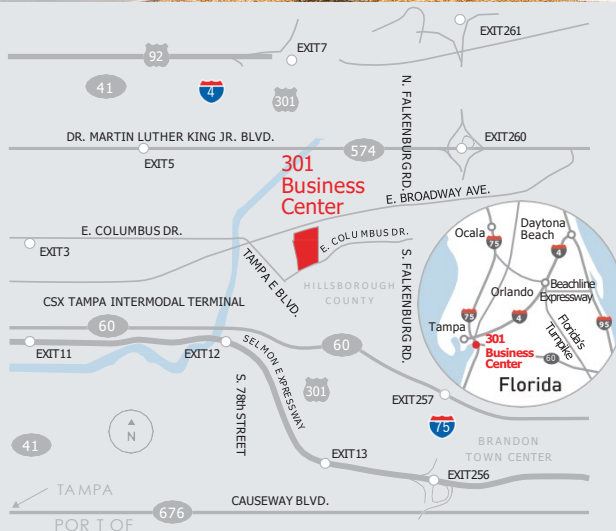 EXIT261
92
EXIT7
41
4
301
N. FALKENBURG RD.
DR. MARTIN LUTHER KING JR. BLVD.
574
EXIT260
EXIT5
301
Business
Center
E. BROADWAY AVE.
E. COLUMBUS DR.
E. COLUMBUS DR.
EXIT3
TAMPA E BLVD.
HILLSBOROUGH
COUNTY
S. FALKENBURG RD.
CSX TAMPA INTERMODAL TERMINAL
60
60
EXIT11
EXIT12
SELMON EXPRESSWAY
S. 78th STREET
301
EXIT257
75
N
41
BRANDON
TOWN CENTER
EXIT13
EXIT256
TAMPA
PORT OF
676
CAUSEWAY BLVD.
Ocala
75
Daytona
Beach
4
Orlando
Beachline
Expressway
75
4
95
Tampa
Florida's
Turnpike
301
Business
Center
60
Florida